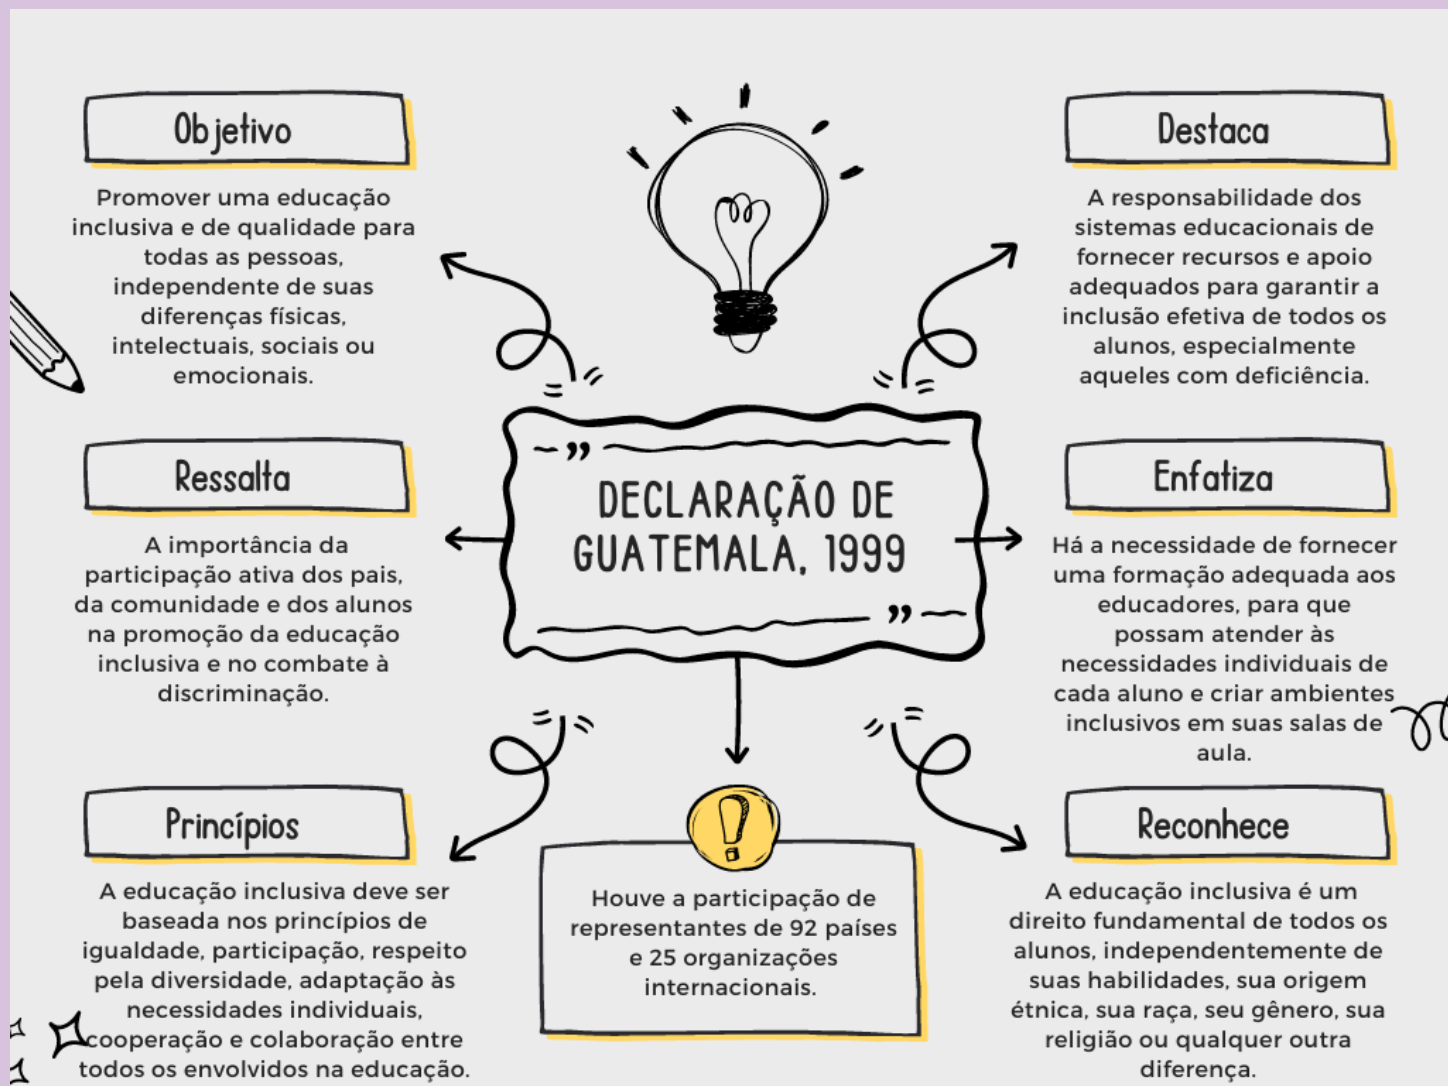 Objetivo
Promover uma educação
inclusiva e de qualidade para
todas as pessoas,
independente de suas
diferenças físicas,
intelectuais, sociais ou
emocionais.
Destaca
A responsabilidade dos
sistemas educacionais de
fornecer recursos e apoio
adequados para garantir a
inclusão efetiva de todos os
alunos, especialmente
aqueles com deficiência.
Ressalta
A importância da
participação ativa dos pais,
da comunidade e dos alunos
na promoção da educação
inclusiva e no combate à
discriminação.
DECLARAÇÃO DE
GUATEMALA, 1999
Enfatiza
Há a necessidade de fornecer
uma formação adequada aos
educadores, para que
possam atender às
necessidades individuais de
cada aluno e criar ambientes
inclusivos em suas salas de
aula.
Princípios
A educação inclusiva deve ser
baseada nos princípios de
igualdade, participação, respeito
pela diversidade, adaptação às
necessidades individuais,
cooperação e colaboração entre
todos os envolvidos na educação.
Houve a participação de
representantes de 92 países
e 25 organizações
internacionais.
Reconhece
A educação inclusiva é um
direito fundamental de todos os
alunos, independentemente de
suas habilidades, sua origem
étnica, sua raça, seu gênero, sua
religião ou qualquer outra
diferença.